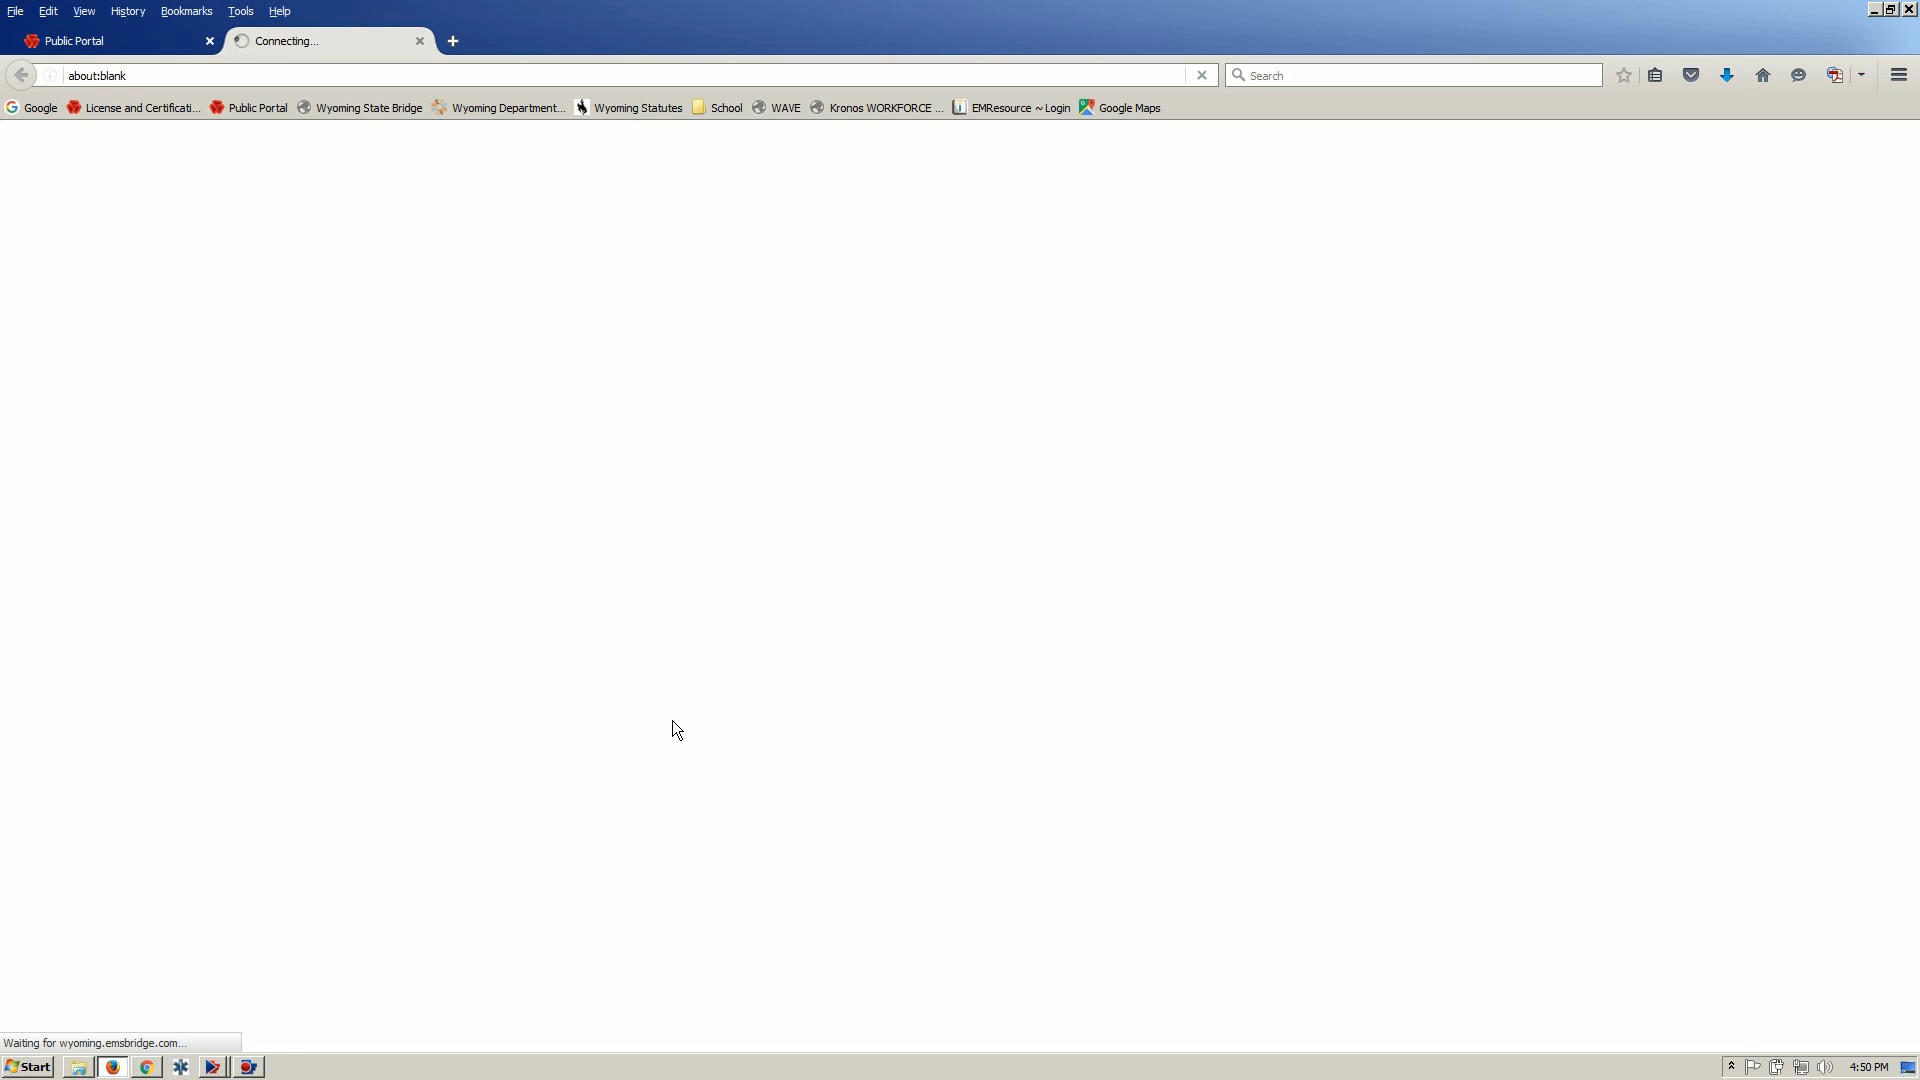 File Edit View History Bookmarks Tools Help
Public Portal Connecting...
about:blank Search
Google License and Certificati... Public Portal Wyoming State Bridge Wyoming Department... Wyoming Statutes School WAVE Kronos WORKFORCE ... EMResource ~ Login Google Maps
Waiting for wyoming.emsbridge.com...
Start 4:50 PM